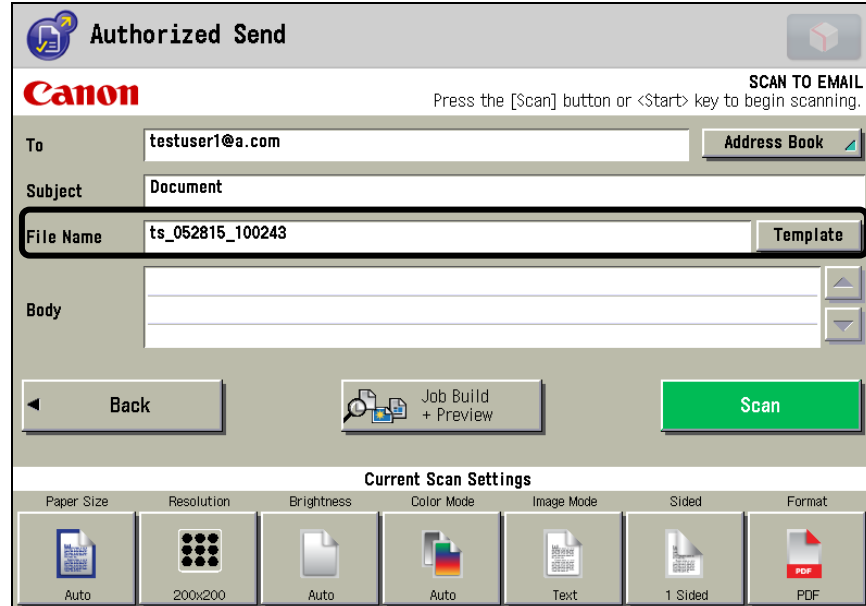 Authorized Send
Canon
SCAN TO EMAIL
Press the [Scan] button or <Start> key to begin scanning.
To
testuser1@a.com
Address Book
Subject
Document
File Name
ts_052815_100243
Template
Body
Back
Job Build
+ Preview
Scan
Current Scan Settings
Paper Size Resolution Brightness Color Mode Image Mode Sided Format
PDF
Auto 200x200 Auto Auto Text 1 Sided PDF